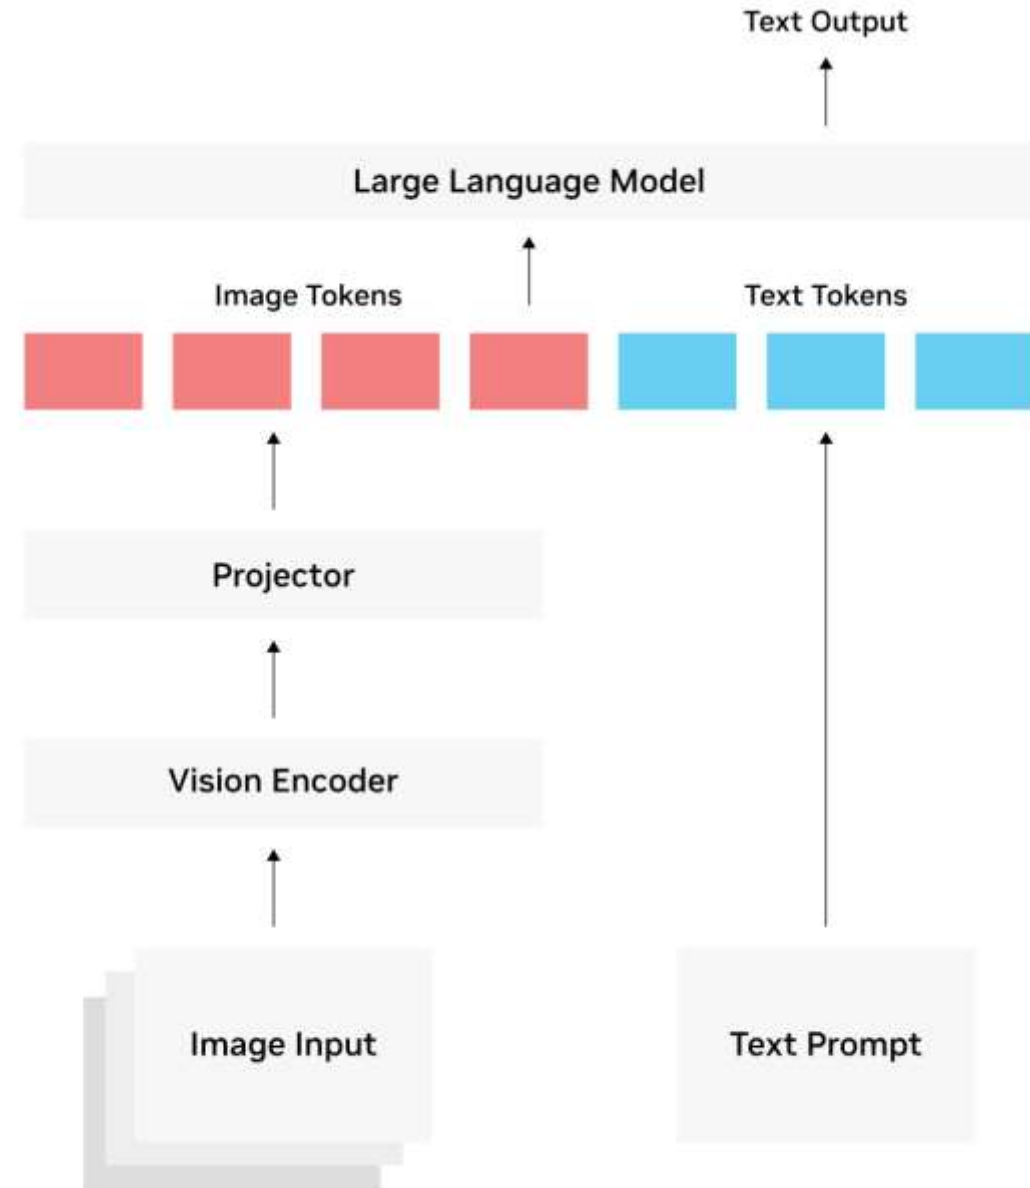 Text Output
Large Language Model
Image Tokens
Text Tokens
Projector
Vision Encoder
Image Input
Text Prompt